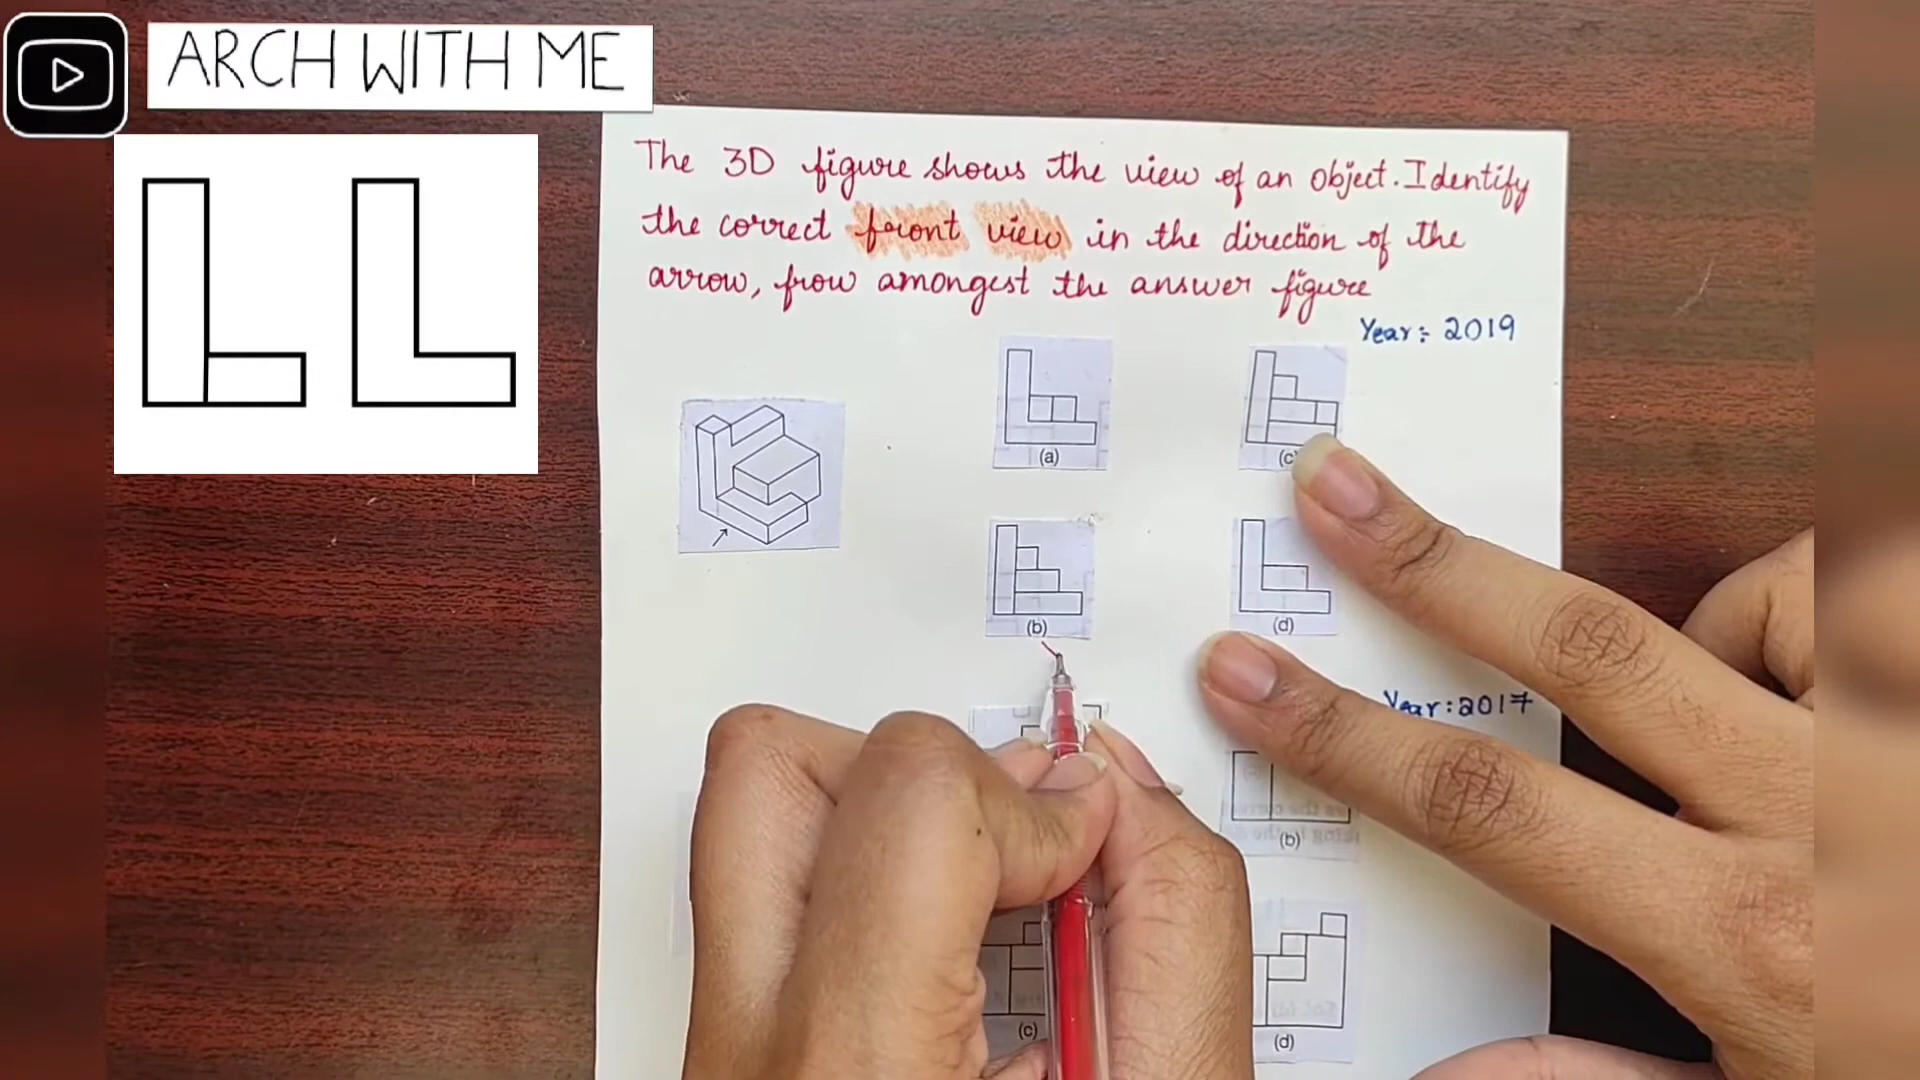 ARCH WITH ME
The 3D figure shows the view of an object. Identify
the correct front view in the direction of the
arrow, frow amongest the answer figure
Year: 2019
(a)
(c)
(b)
(d)
Year: 2017
(b)
(c)
(d)